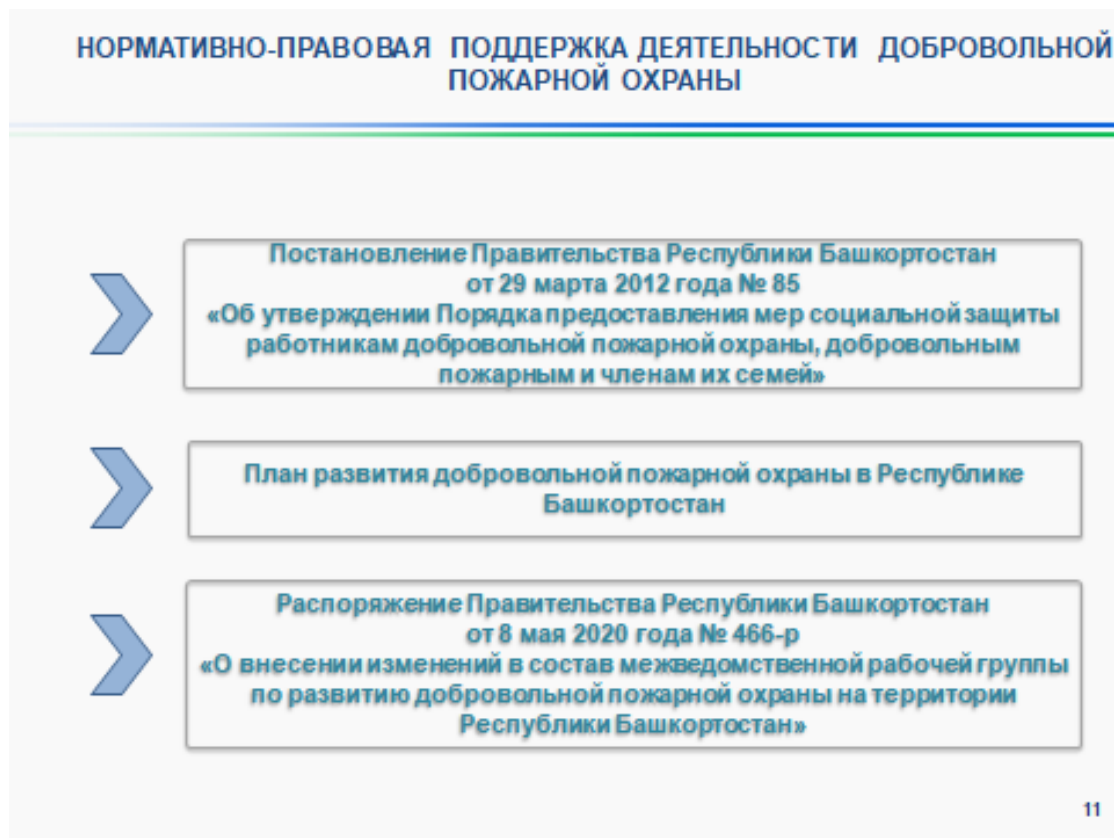 НОРМАТИВНО-ПРАВОВАЯ ПОДДЕРЖКА ДЕЯТЕЛЬНОСТИ ДОБРОВОЛЬНОЙ
ПОЖАРНОЙ ОХРАНЫ
Постановление Правительства Республики Башкортостан
от 29 марта 2012 года № 85
«Об утверждении Порядка предоставления мер социальной защиты
работникам добровольной пожарной охраны, добровольным
пожарным и членам их семей»
План развития добровольной пожарной охраны в Республике
Башкортостан
Распоряжение Правительства Республики Башкортостан
от 8 мая 2020 года № 466-р
«О внесении изменений в состав межведомственной рабочей группы
по развитию добровольной пожарной охраны на территории
Республики Башкортостан»
11